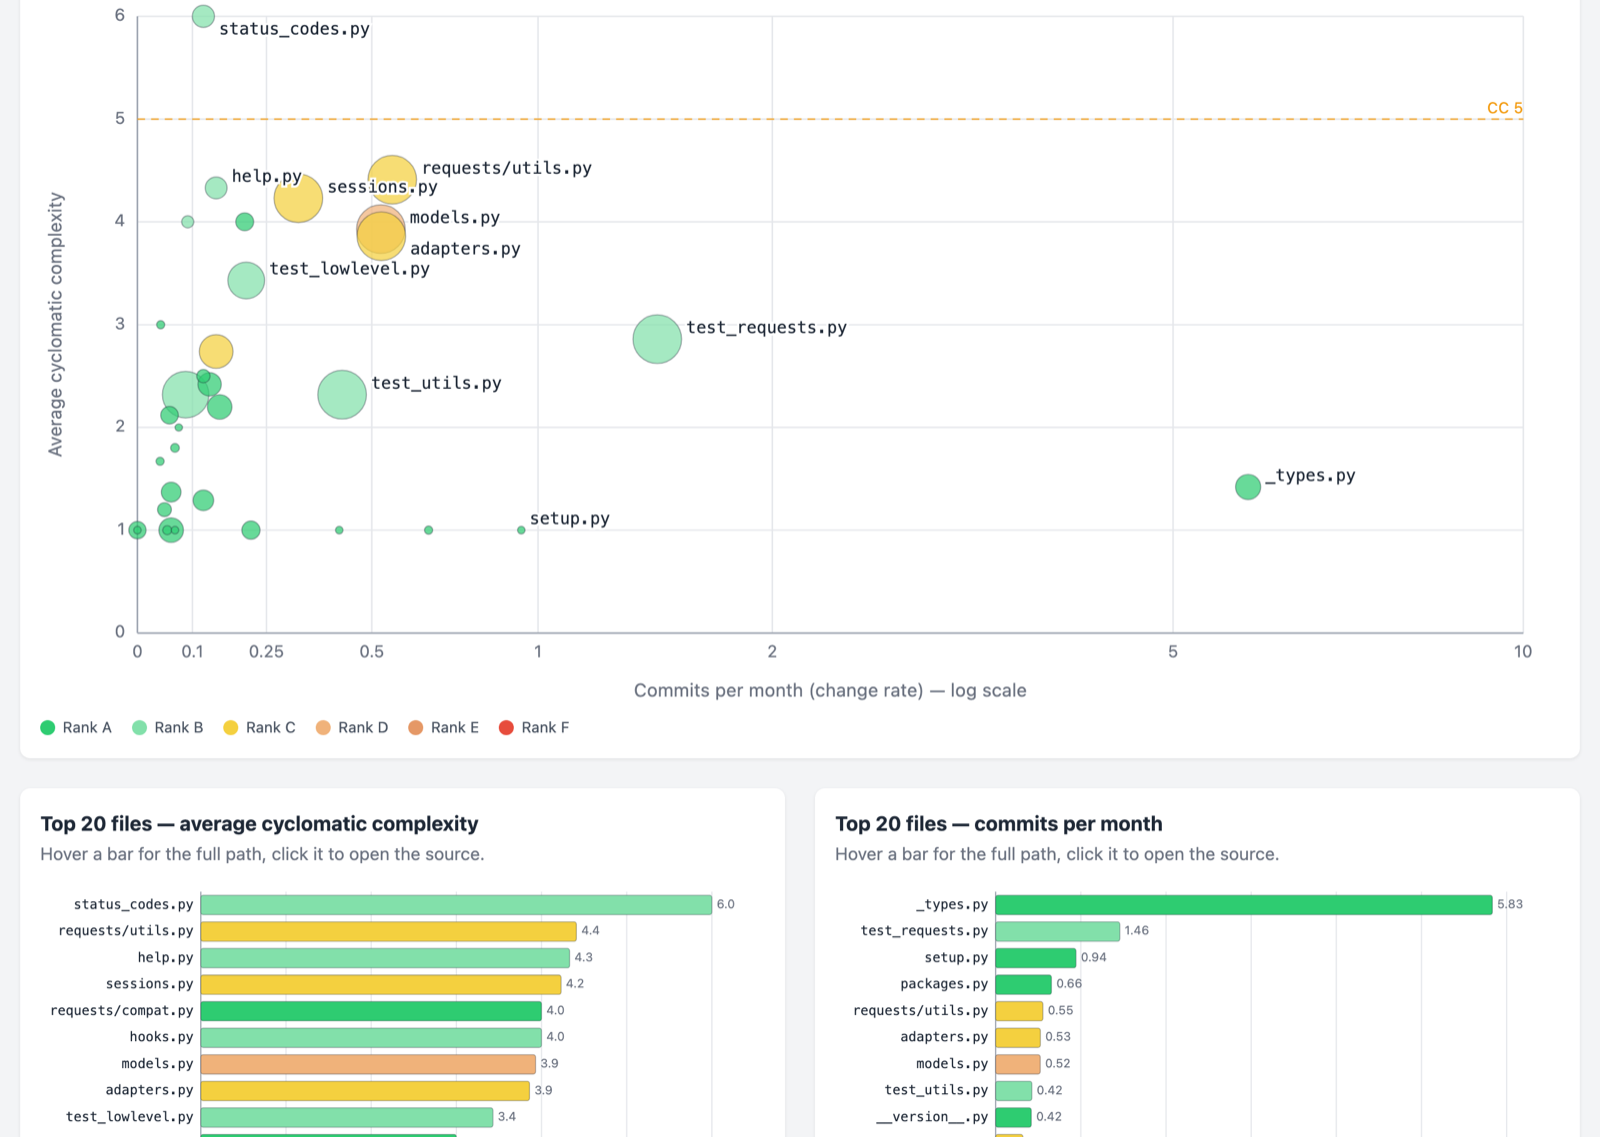 6
status_codes.py
CC 5
5
requests/utils.py
help.py
sessions.py
models.py
4
adapters.py
test_lowlevel.py
Average cyclomatic complexity
3
test_requests.py
test_utils.py
2
_types.py
setup.py
1
0
0 0.1 0.25 0.5 1 2 5 10
Commits per month (change rate) — log scale
Rank A Rank B Rank C Rank D Rank E Rank F
Top 20 files — average cyclomatic complexity
Hover a bar for the full path, click it to open the source.
status_codes.py 6.0
requests/utils.py 4.4
help.py 4.3
sessions.py 4.2
requests/compat.py 4.0
hooks.py 4.0
models.py 3.9
adapters.py 3.9
test_lowlevel.py 3.4
Top 20 files — commits per month
Hover a bar for the full path, click it to open the source.
_types.py 5.83
test_requests.py 1.46
setup.py 0.94
packages.py 0.66
requests/utils.py 0.55
adapters.py 0.53
models.py 0.52
test_utils.py 0.42
__version__.py 0.42